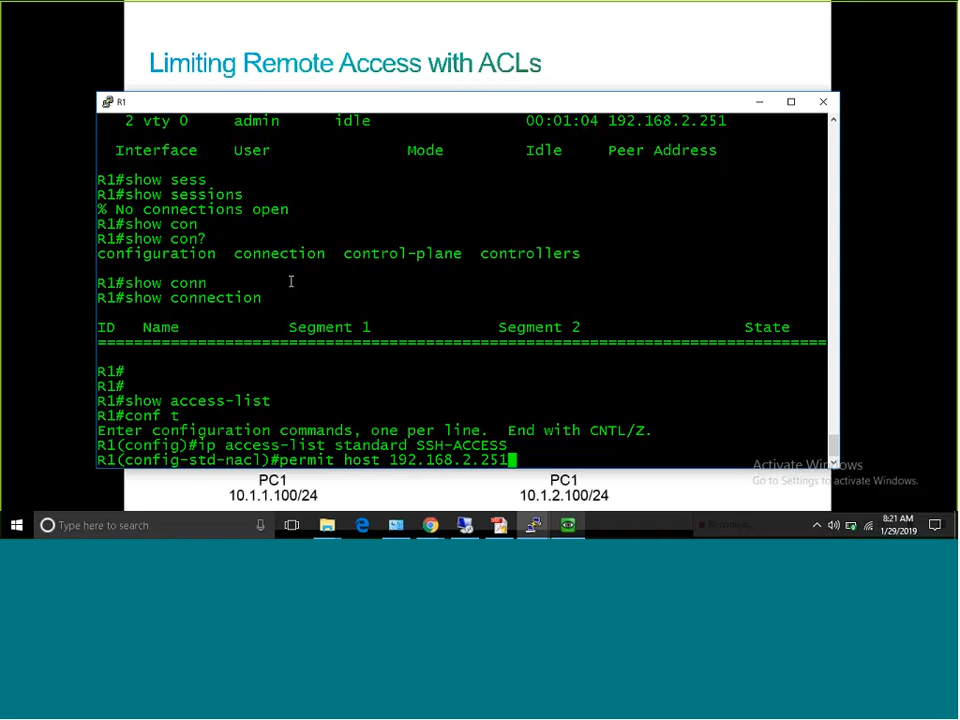 Limiting Remote Access with ACLs
R1
2 vty 0 admin idle 00:01:04 192.168.2.251
Interface User Mode Idle Peer Address
R1#show sess
R1#show sessions
% No connections open
R1#show con
R1#show con?
configuration connection control-plane controllers
R1#show conn
R1#show connection
ID Name Segment 1 Segment 2 State
================================================================================
R1#
R1#
R1#show access-list
R1#conf t
Enter configuration commands, one per line. End with CNTL/Z.
R1(config)#ip access-list standard SSH-ACCESS
R1(config-std-nacl)#permit host 192.168.2.251
Activate Windows
Go to Settings to activate Windows.
PC1 PC1
10.1.1.100/24 10.1.2.100/24
Type here to search
8:21 AM
1/29/2019